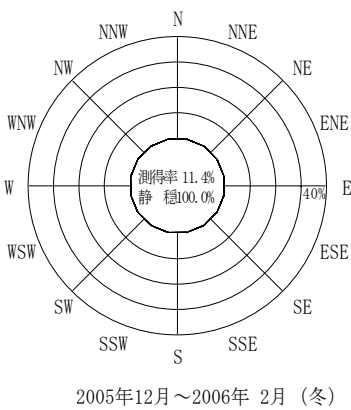 N
NNW NNE
NW NE
WNW ENE
測得率 11.4%
静 穏100.0%
W 40% E
WSW ESE
SW SE
SSW SSE
S
2005年12月～2006年 2月 (冬)